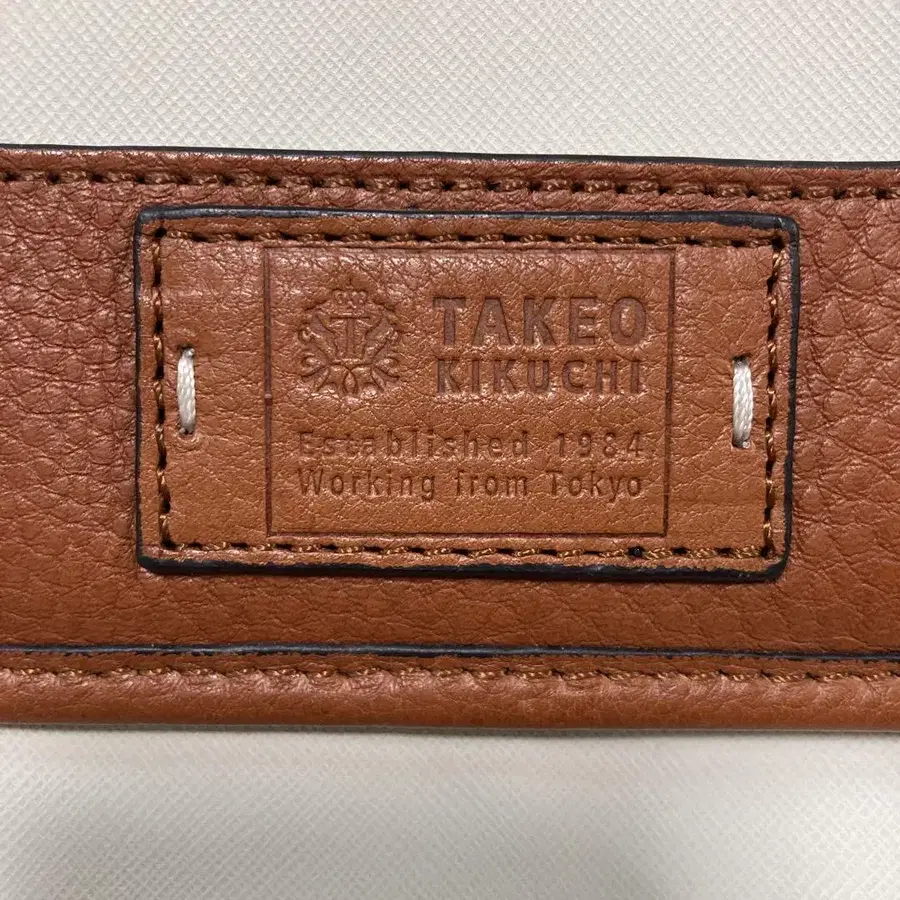 TAKEO
KIKUCHI
Established 1984
Working from Tokyo